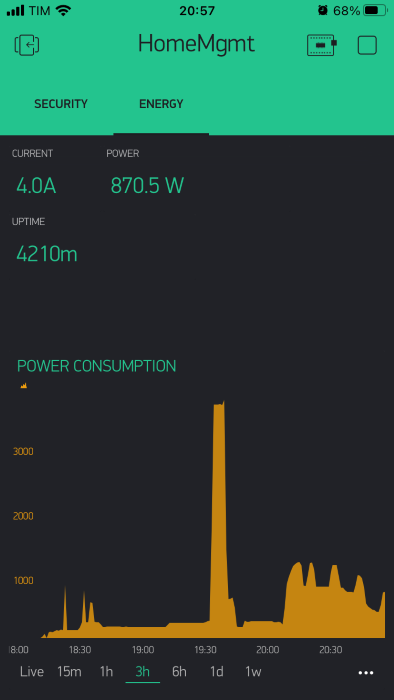 TIM 20:57 68%
HomeMgmt
SECURITY ENERGY
CURRENT POWER
4.0A 870.5 W
UPTIME
4210m
POWER CONSUMPTION
3000
2000
1000
18:00 18:30 19:00 19:30 20:00 20:30
Live 15m 1h 3h 6h 1d 1w